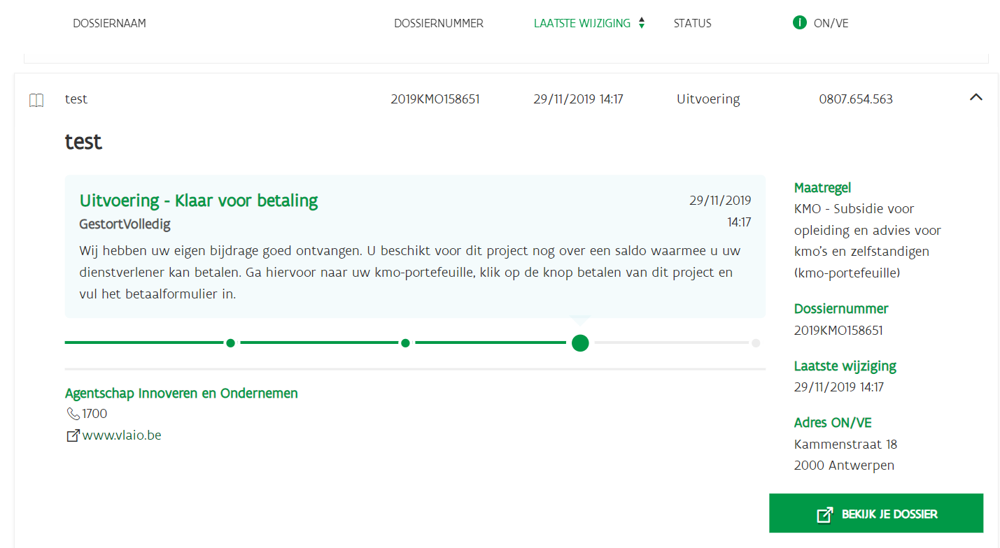 DOSSIERNAAM DOSSIERNUMMER LAATSTE WIJZIGING STATUS i ON/VE
test 2019KMO158651 29/11/2019 14:17 Uitvoering 0807.654.563
test
Uitvoering - Klaar voor betaling 29/11/2019
GestortVolledig 14:17
Wij hebben uw eigen bijdrage goed ontvangen. U beschikt voor dit project nog over een saldo waarmee u uw
dienstverlener kan betalen. Ga hiervoor naar uw kmo-portefeuille, klik op de knop betalen van dit project en
vul het betaalformulier in.
Agentschap Innoveren en Ondernemen
1700
www.vlaio.be
Maatregel
KMO - Subsidie voor
opleiding en advies voor
kmo's en zelfstandigen
(kmo-portefeuille)
Dossiernummer
2019KMO158651
Laatste wijziging
29/11/2019 14:17
Adres ON/VE
Kammenstraat 18
2000 Antwerpen
BEKIJK JE DOSSIER